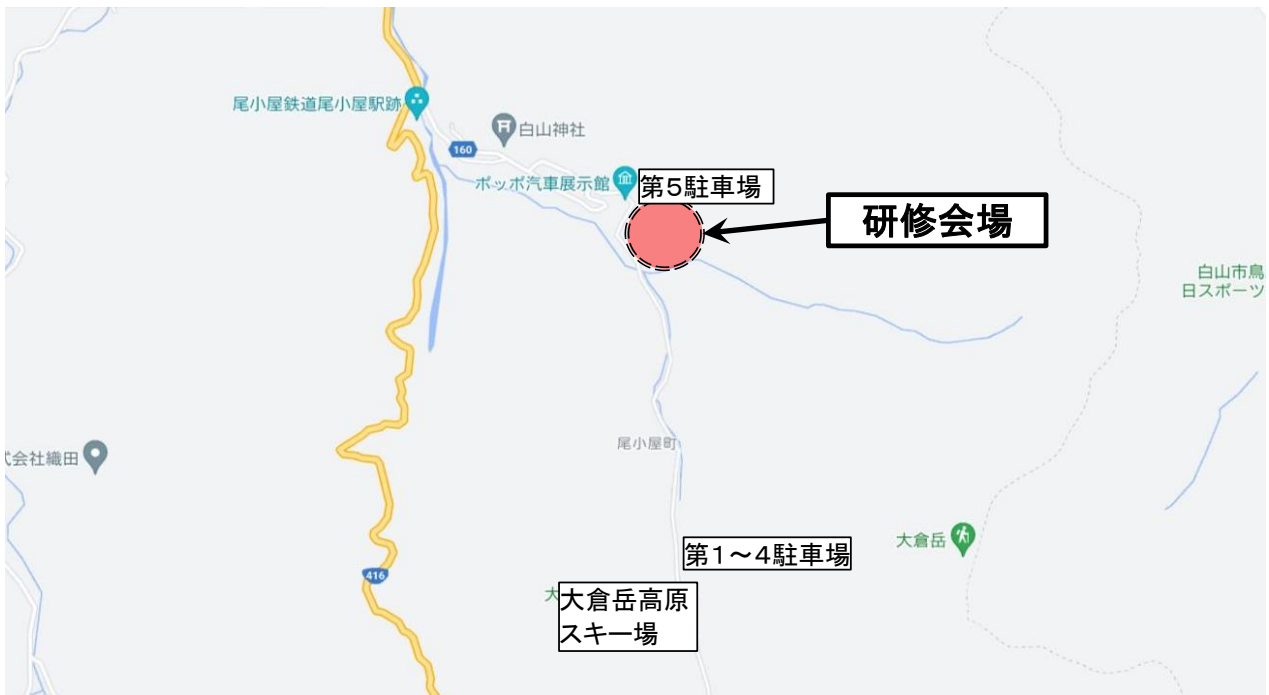 尾小屋鉄道尾小屋駅跡
白山神社
160
ポッポ汽車展示館
第5駐車場
研修会場
白山市鳥
日スポーツ
尾小屋町
式会社織田
第1～4駐車場
大倉岳
416
大
大倉岳高原
スキー場